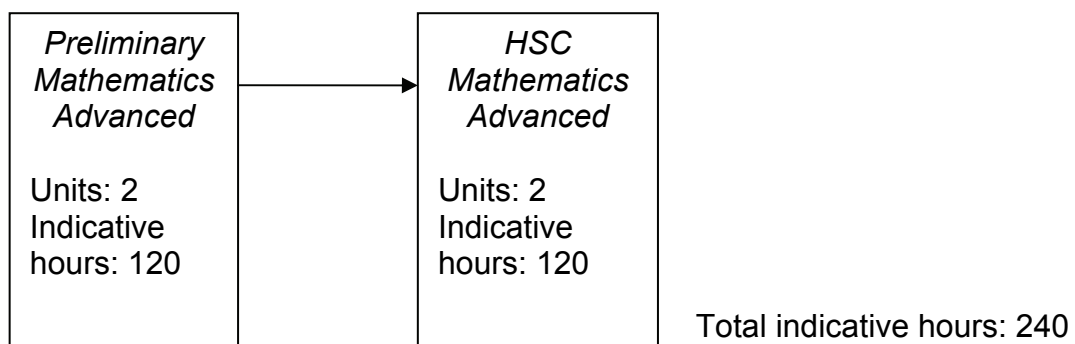 Preliminary
Mathematics
Advanced
Units: 2
Indicative
hours: 120
HSC
Mathematics
Advanced
Units: 2
Indicative
hours: 120
Total indicative hours: 240